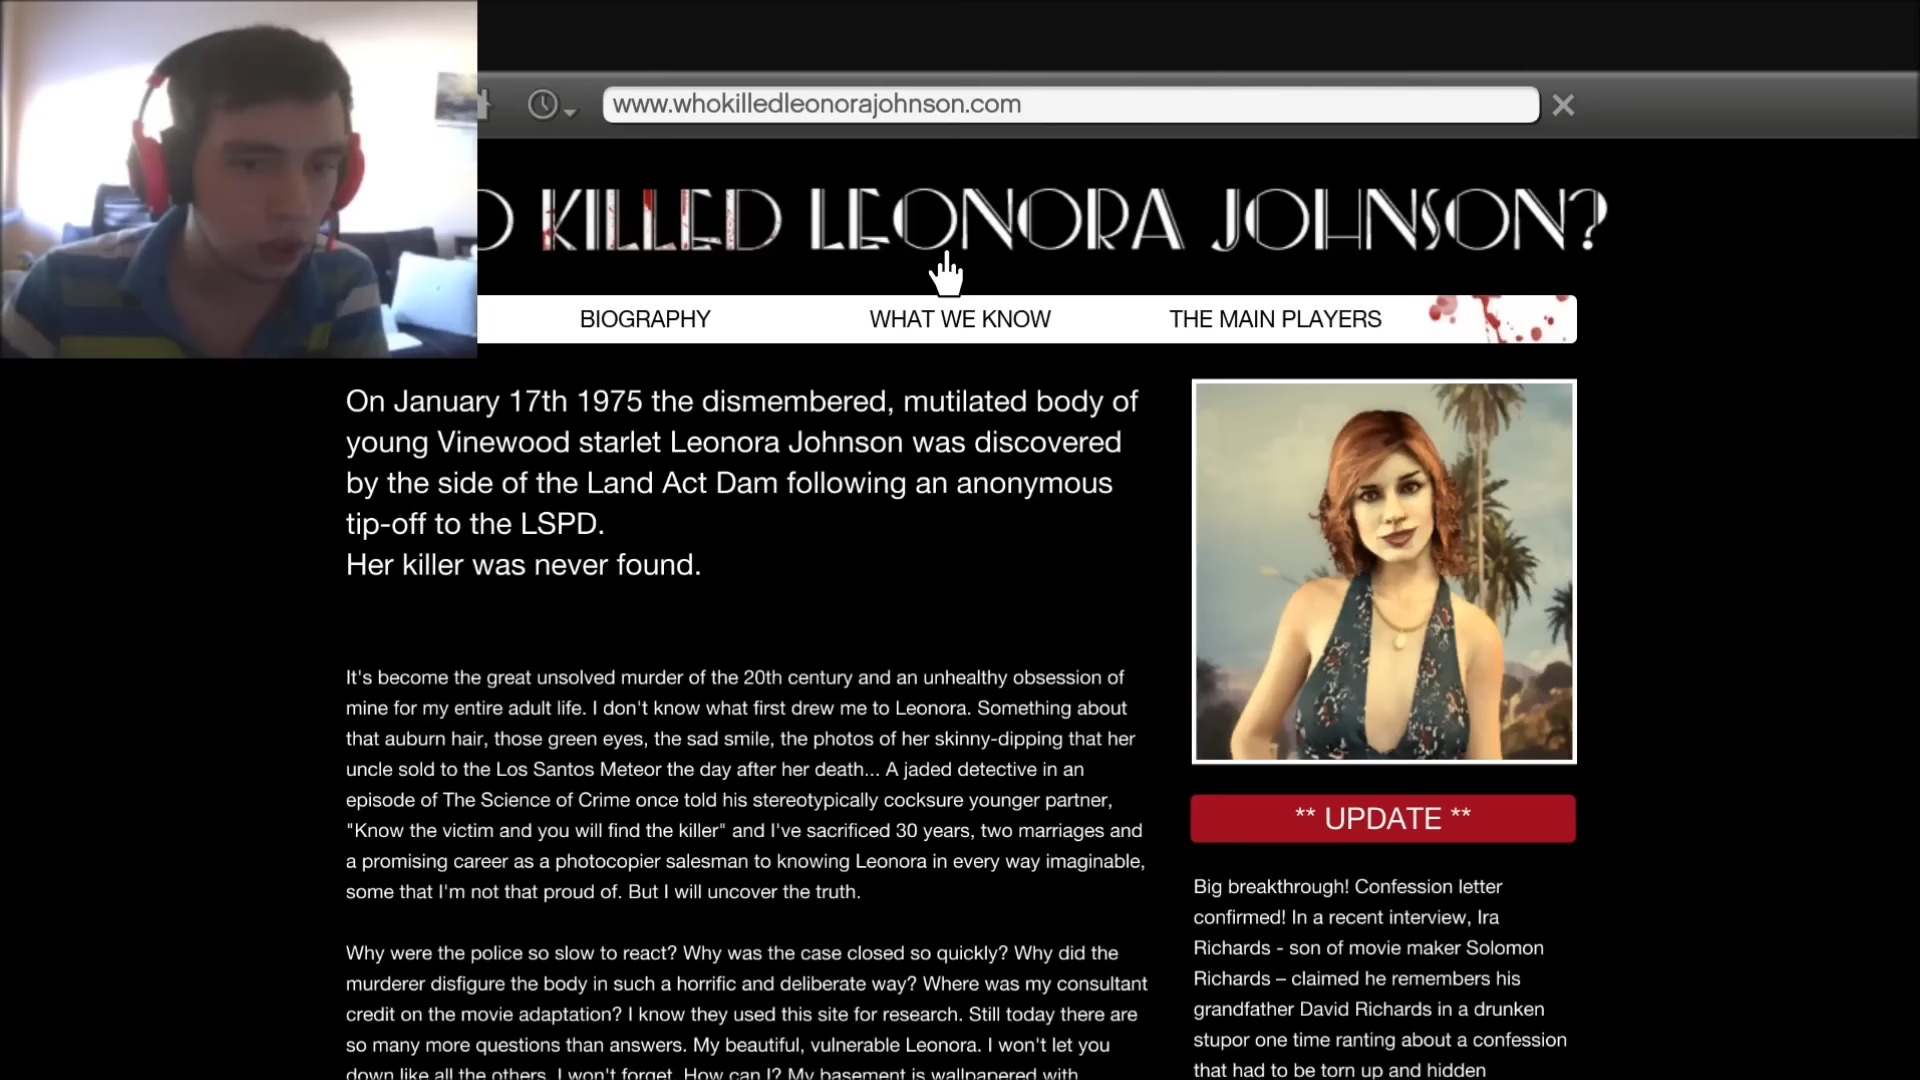 www.whokilledleonorajohnson.com
KILLED LEONORA JOHNSON?
BIOGRAPHY WHAT WE KNOW THE MAIN PLAYERS
On January 17th 1975 the dismembered, mutilated body of
young Vinewood starlet Leonora Johnson was discovered
by the side of the Land Act Dam following an anonymous
tip-off to the LSPD.
Her killer was never found.
It's become the great unsolved murder of the 20th century and an unhealthy obsession of
mine for my entire adult life. I don't know what first drew me to Leonora. Something about
that auburn hair, those green eyes, the sad smile, the photos of her skinny-dipping that her
uncle sold to the Los Santos Meteor the day after her death... A jaded detective in an
episode of The Science of Crime once told his stereotypically cocksure younger partner,
"Know the victim and you will find the killer" and I've sacrificed 30 years, two marriages and
a promising career as a photocopier salesman to knowing Leonora in every way imaginable,
some that I'm not that proud of. But I will uncover the truth.
Why were the police so slow to react? Why was the case closed so quickly? Why did the
murderer disfigure the body in such a horrific and deliberate way? Where was my consultant
credit on the movie adaptation? I know they used this site for research. Still today there are
so many more questions than answers. My beautiful, vulnerable Leonora. I won't let you
down like all the others. I won't forget. How can I? My basement is wallpapered with
** UPDATE **
Big breakthrough! Confession letter
confirmed! In a recent interview, Ira
Richards - son of movie maker Solomon
Richards – claimed he remembers his
grandfather David Richards in a drunken
stupor one time ranting about a confession
that had to be torn up and hidden